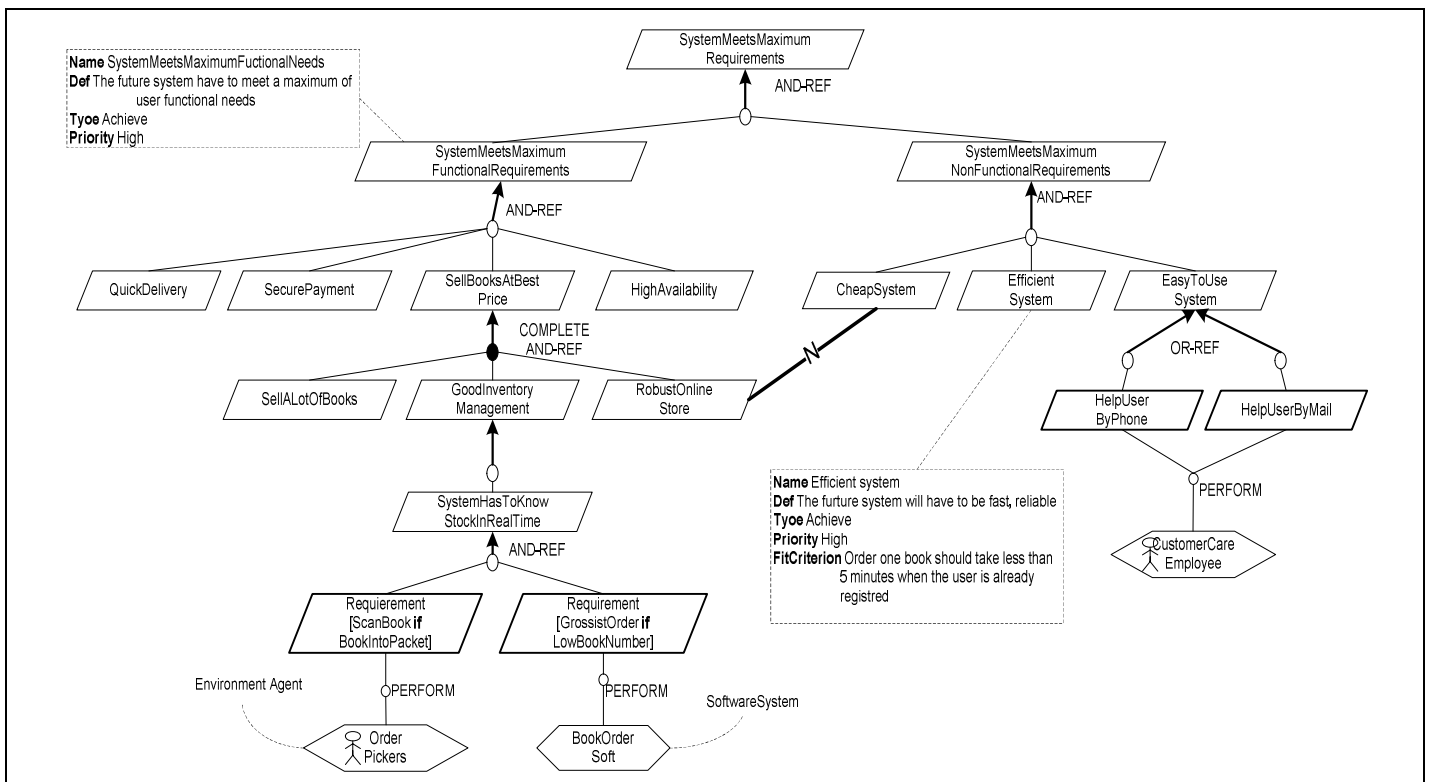 SystemMeetsMaximum
Requirements
AND-REF
Name SystemMeetsMaximumFuctionalNeeds
Def The future system have to meet a maximum of
user functional needs
Tyoe Achieve
Priority High
SystemMeetsMaximum
FunctionalRequirements
AND-REF
SystemMeetsMaximum
NonFunctionalRequirements
AND-REF
QuickDelivery
SecurePayment
SellBooksAtBest
Price
HighAvailability
CheapSystem
Efficient
System
EasyToUse
System
COMPLETE
AND-REF
N
OR-REF
SellALotOfBooks
GoodInventory
Management
RobustOnline
Store
HelpUser
ByPhone
HelpUserByMail
PERFORM
CustomerCare
Employee
Name Efficient system
Def The furture system will have to be fast, reliable
Tyoe Achieve
Priority High
FitCriterion Order one book should take less than
5 minutes when the user is already
registred
SystemHasToKnow
StockInRealTime
AND-REF
Requierement
[ScanBook if
BookIntoPacket]
Requirement
[GrossistOrder if
LowBookNumber]
PERFORM
PERFORM
Environment Agent
SoftwareSystem
Order
Pickers
BookOrder
Soft